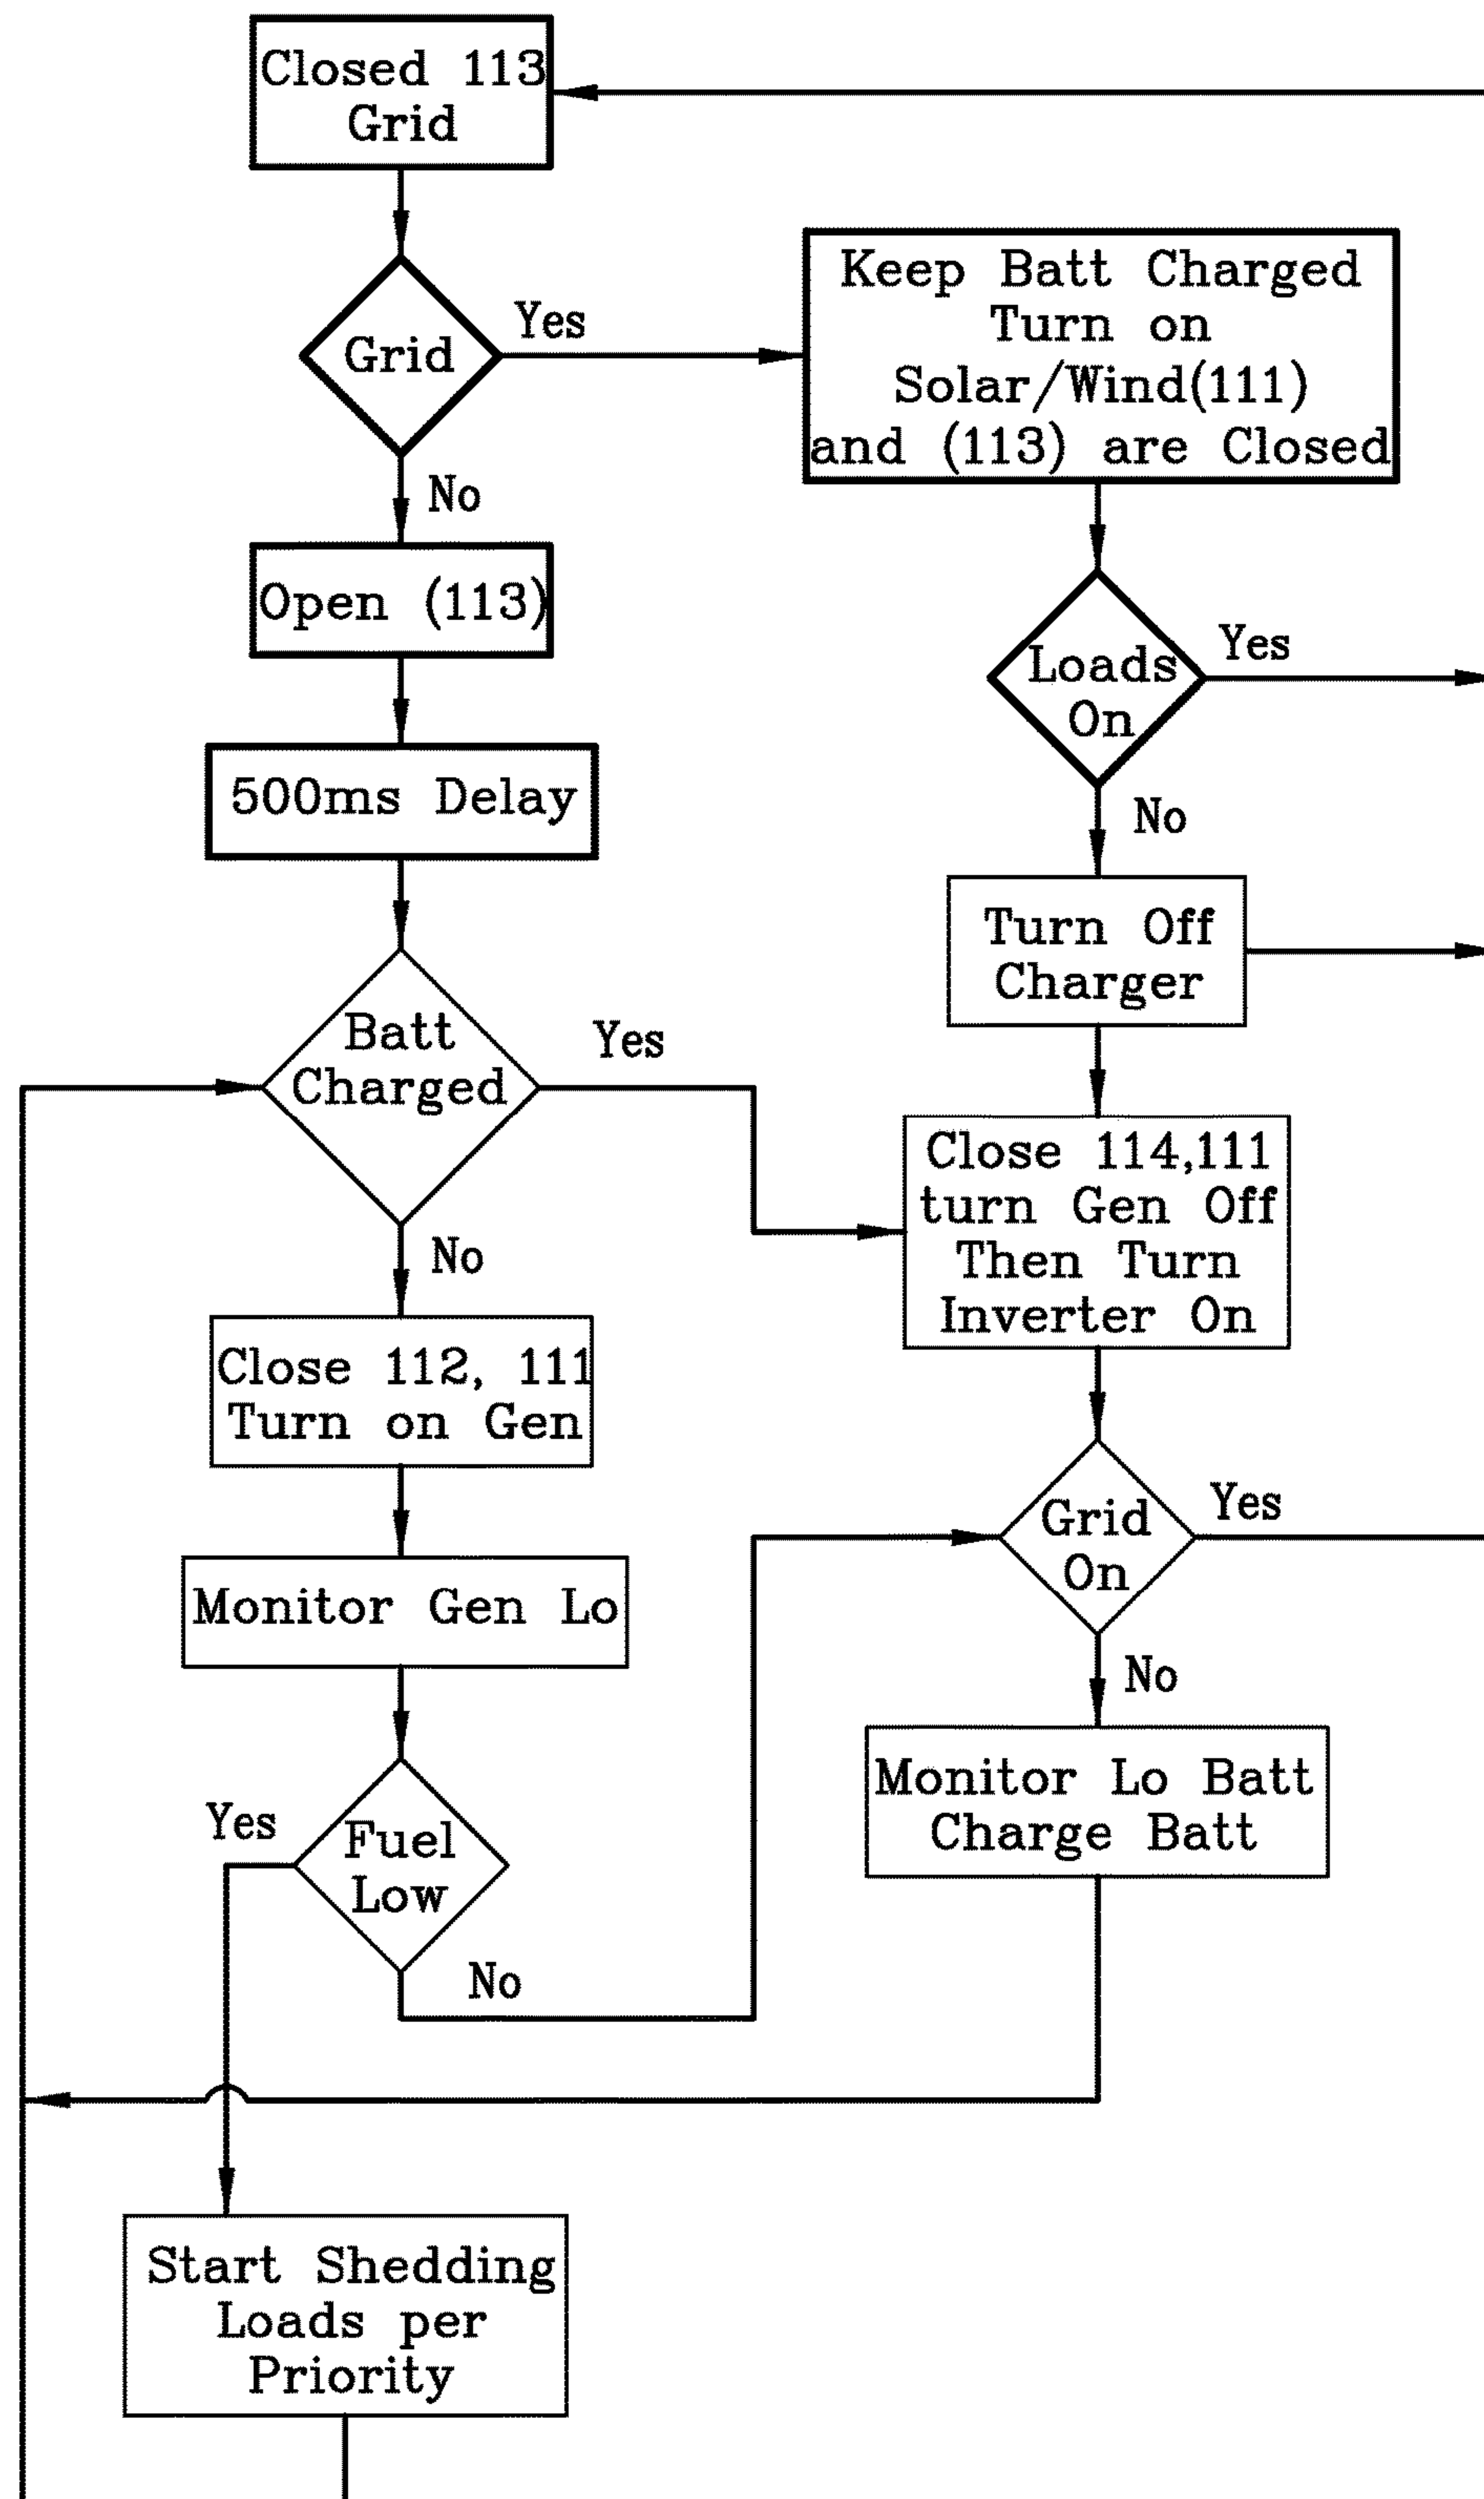 Closed 113
Grid
Grid
Yes
No
Keep Batt Charged
Turn on
Solar/Wind(111)
and (113) are Closed
Open (113)
Loads
On
Yes
No
500ms Delay
Turn Off
Charger
Batt
Charged
Yes
No
Close 114,111
turn Gen Off
Then Turn
Inverter On
Close 112, 111
Turn on Gen
Grid
On
Yes
No
Monitor Gen Lo
Monitor Lo Batt
Charge Batt
Fuel
Low
Yes
No
Start Shedding
Loads per
Priority